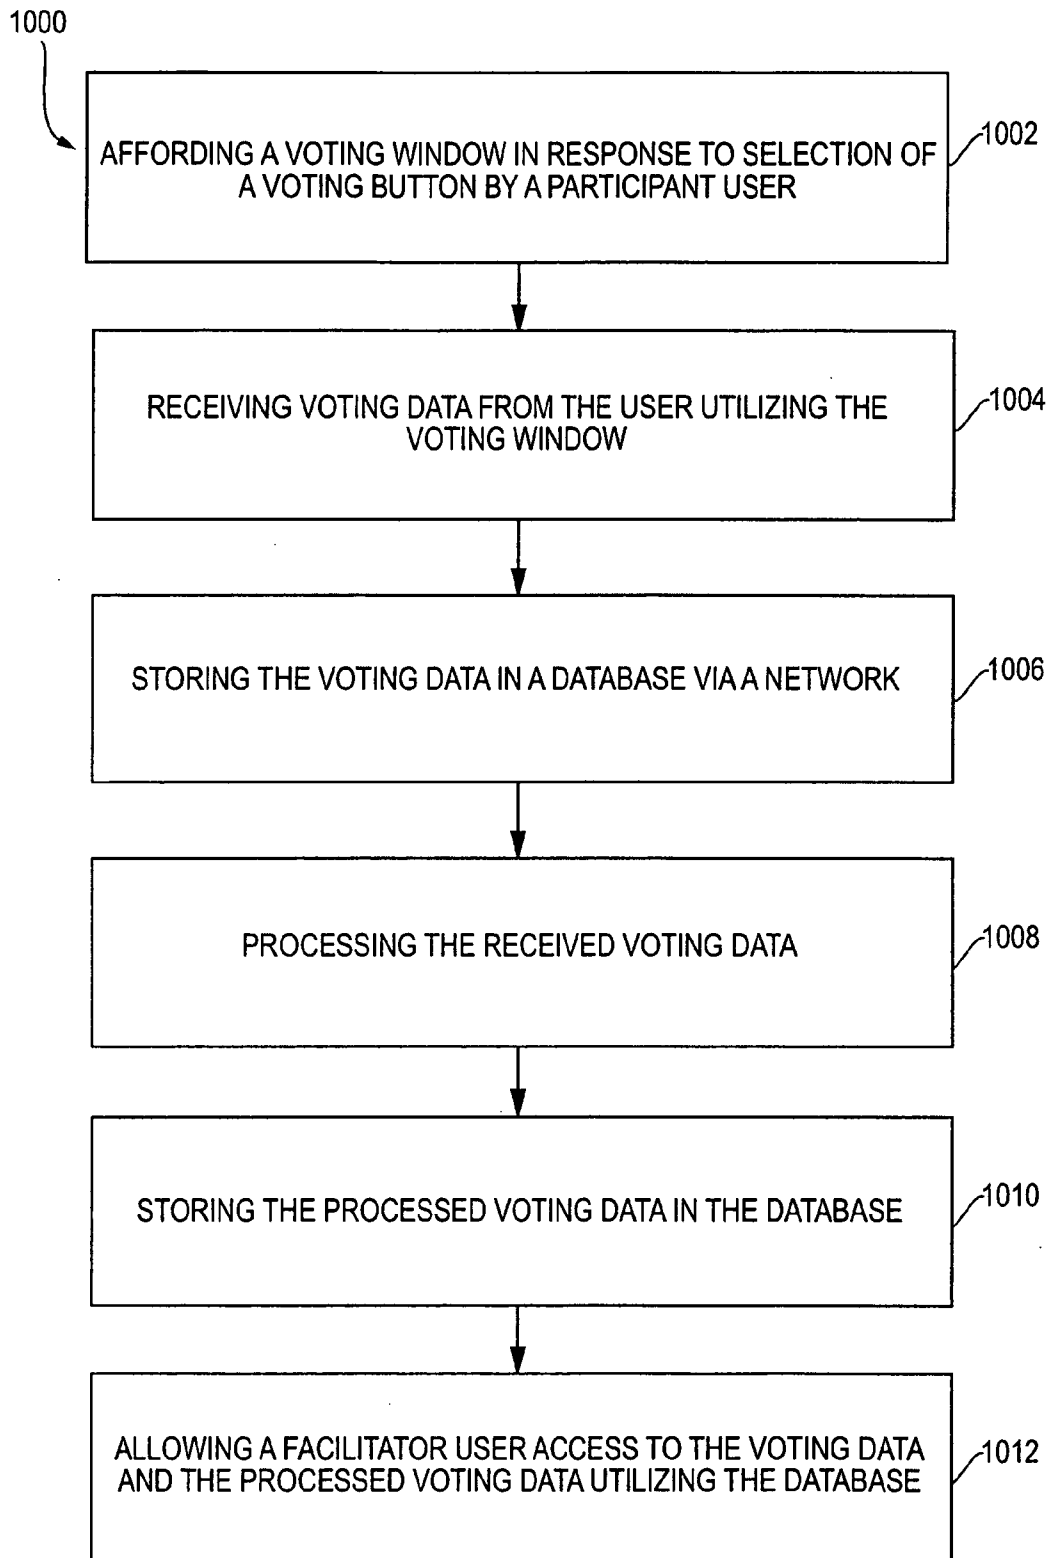 1000
AFFORDING A VOTING WINDOW IN RESPONSE TO SELECTION OF
A VOTING BUTTON BY A PARTICIPANT USER
1002
RECEIVING VOTING DATA FROM THE USER UTILIZING THE
VOTING WINDOW
1004
STORING THE VOTING DATA IN A DATABASE VIA A NETWORK
1006
PROCESSING THE RECEIVED VOTING DATA
1008
STORING THE PROCESSED VOTING DATA IN THE DATABASE
1010
ALLOWING A FACILITATOR USER ACCESS TO THE VOTING DATA
AND THE PROCESSED VOTING DATA UTILIZING THE DATABASE
1012